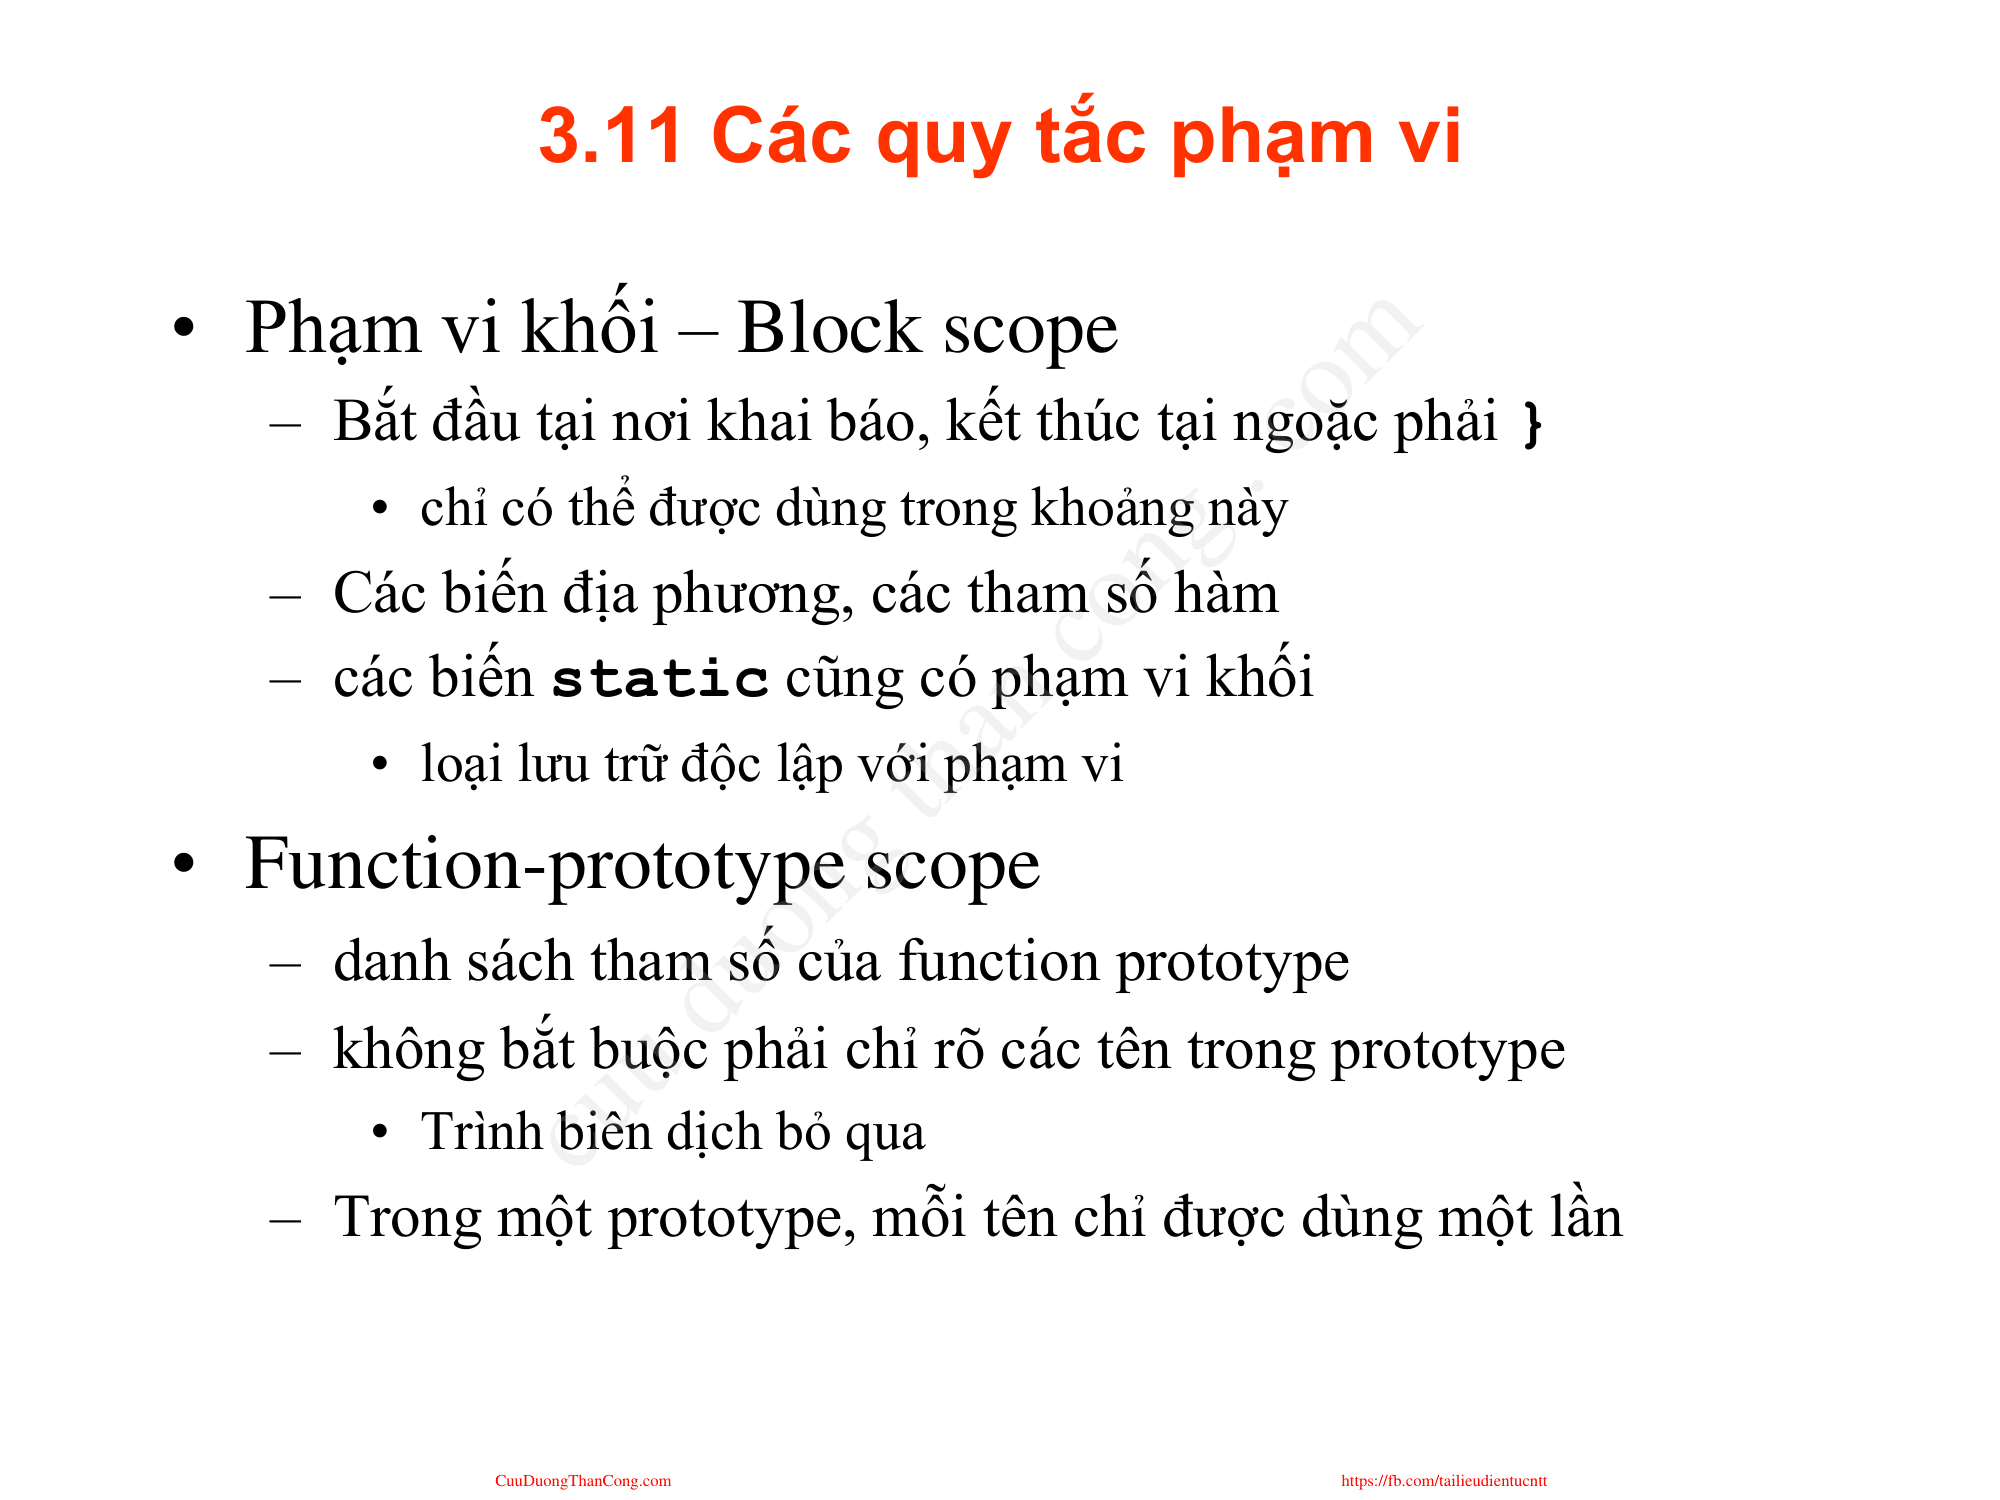 3.11 Các quy tắc phạm vi
• Phạm vi khối – Block scope
– Bắt đầu tại nơi khai báo, kết thúc tại ngoặc phải }
• chỉ có thể được dùng trong khoảng này
– Các biến địa phương, các tham số hàm
– các biến static cũng có phạm vi khối
• loại lưu trữ độc lập với phạm vi
• Function-prototype scope
– danh sách tham số của function prototype
– không bắt buộc phải chỉ rõ các tên trong prototype
• Trình biên dịch bỏ qua
– Trong một prototype, mỗi tên chỉ được dùng một lần
cuu duong than cong . com
CuuDuongThanCong.com
https://fb.com/tailieudientucntt